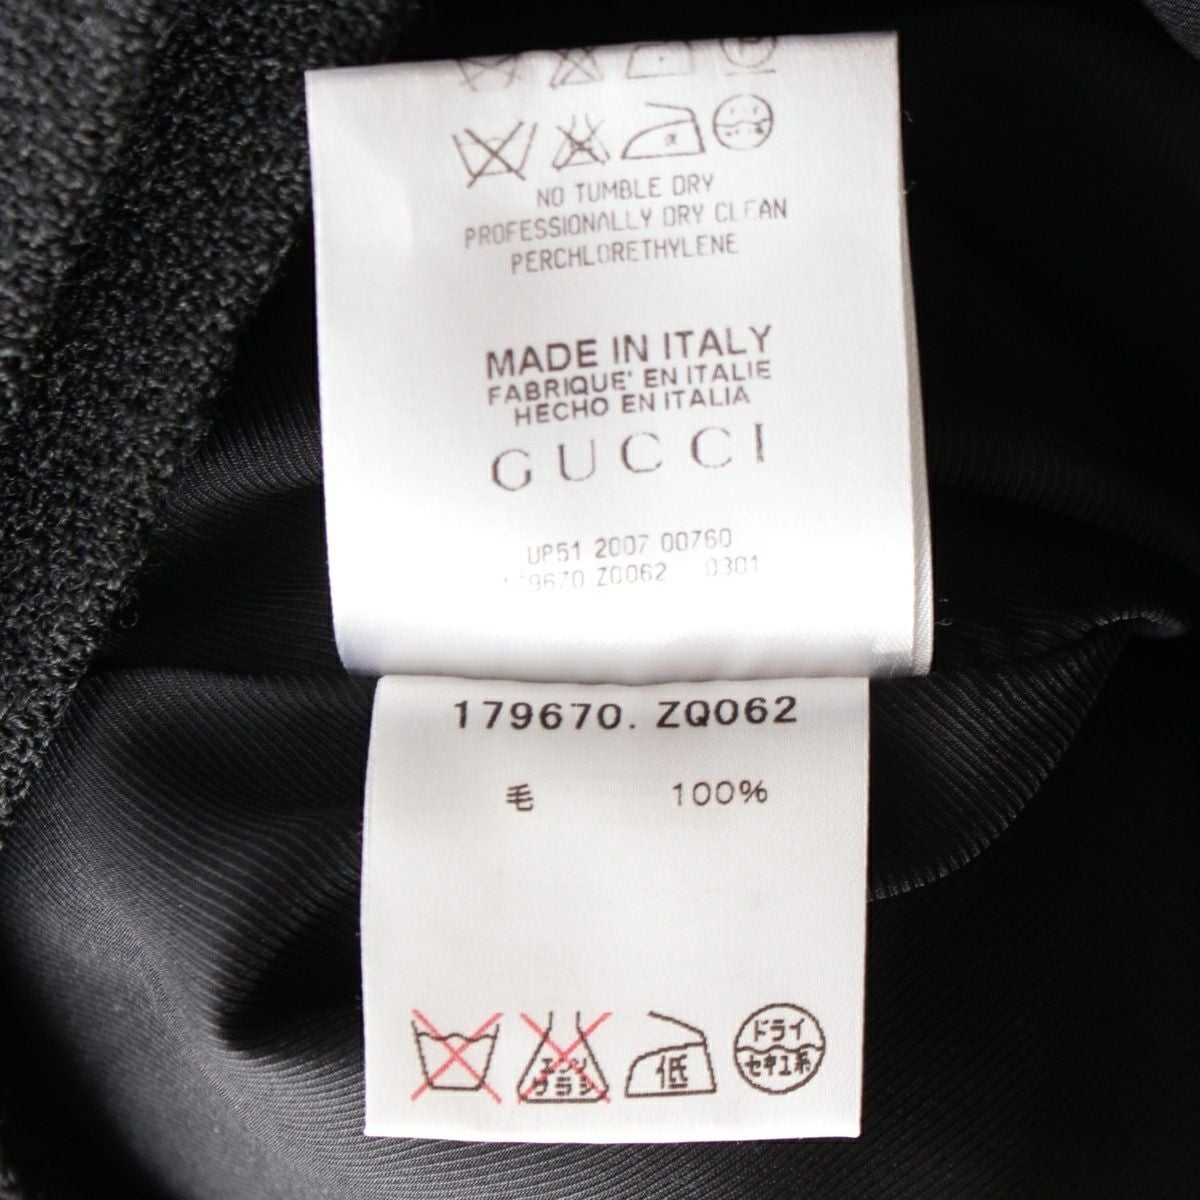 NO TUMBLE DRY
PROFESSIONALLY DRY CLEAN
PERCHLORETHYLENE
MADE IN ITALY
FABRIQUE' EN ITALIE
HECHO EN ITALIA
GUCCI
UP51 2007 00760
Z0062 0301
179670. ZQ062
毛 100%
エンソ
サラシ
低
ドライ
セキユ系